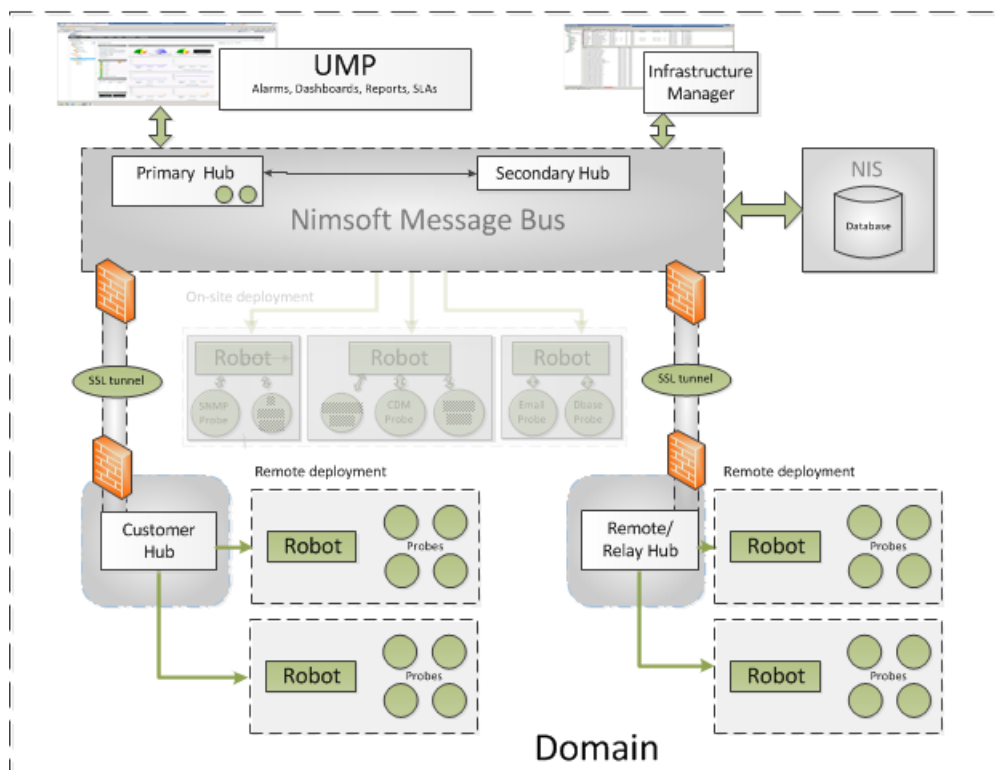 UMP
Alarms, Dashboards, Reports, SLAs
Infrastructure
Manager
Primary Hub
Secondary Hub
Nimsoft Message Bus
NIS
Database
On-site deployment
Robot
Robot
Robot
SNMP
Probe
CDM
Probe
Email
Probe
Dbase
Probe
SSL tunnel
SSL tunnel
Remote deployment
Remote deployment
Customer
Hub
Robot
Probes
Remote/
Relay Hub
Robot
Probes
Robot
Probes
Robot
Probes
Domain